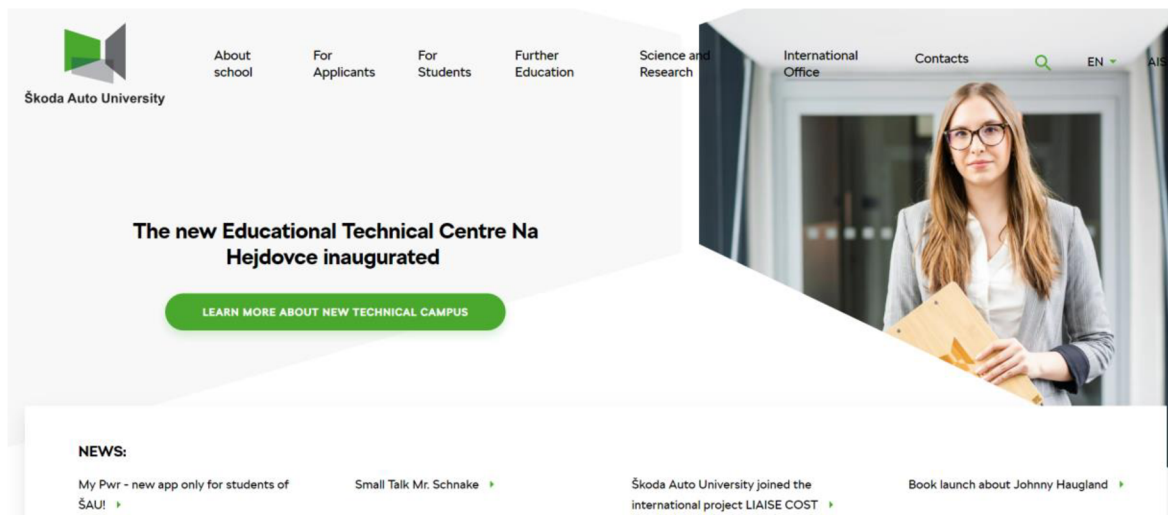 About school
For Applicants
For Students
Further Education
Science and Research
International Office
Contacts
EN
AIS
Škoda Auto University
The new Educational Technical Centre Na
Hejdovce inaugurated
LEARN MORE ABOUT NEW TECHNICAL CAMPUS
NEWS:
My Pwr - new app only for students of
ŠAU!
Small Talk Mr. Schnake
Škoda Auto University joined the
international project LIAISE COST
Book launch about Johnny Haugland